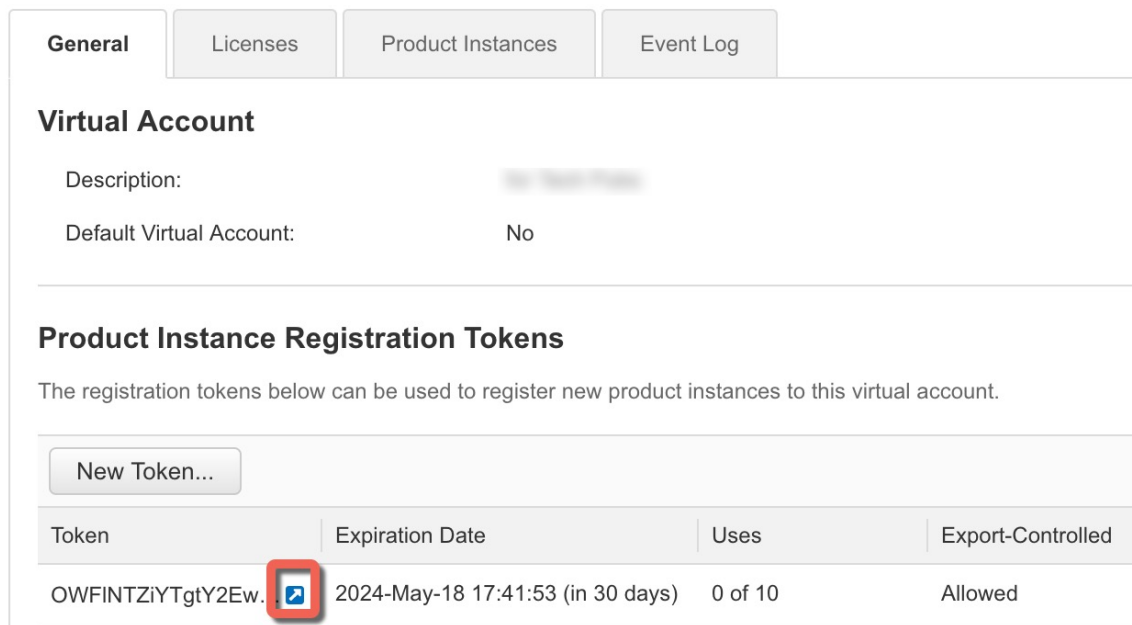 General Licenses Product Instances Event Log
Virtual Account
Description:
Default Virtual Account: No
Product Instance Registration Tokens
The registration tokens below can be used to register new product instances to this virtual account.
New Token...
Token Expiration Date Uses Export-Controlled
OWFlNTZiYTgtY2Ew... 2024-May-18 17:41:53 (in 30 days) 0 of 10 Allowed